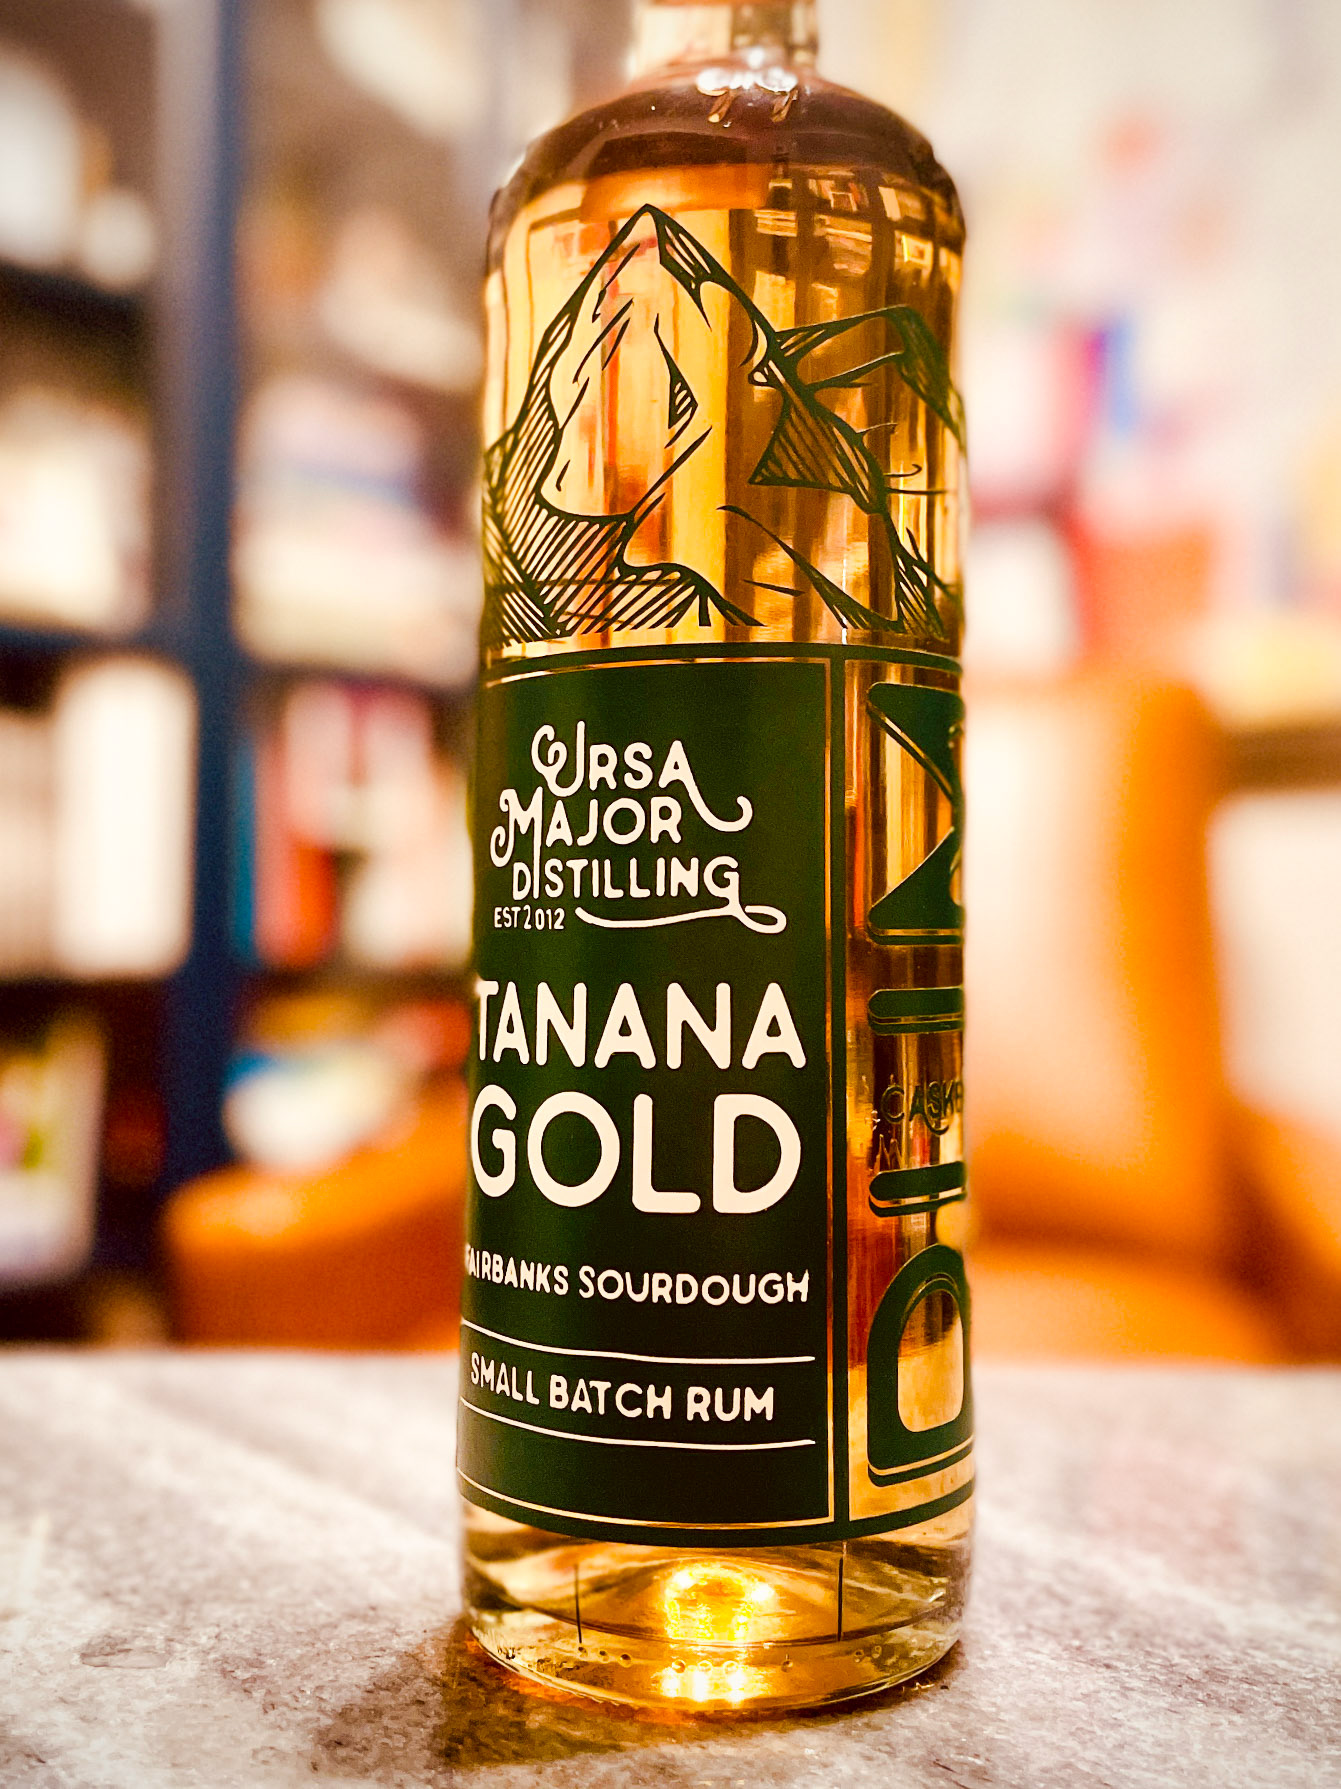 URSA
MAJOR
DISTILLING
EST 2012
TANANA
GOLD
FAIRBANKS SOURDOUGH
SMALL BATCH RUM